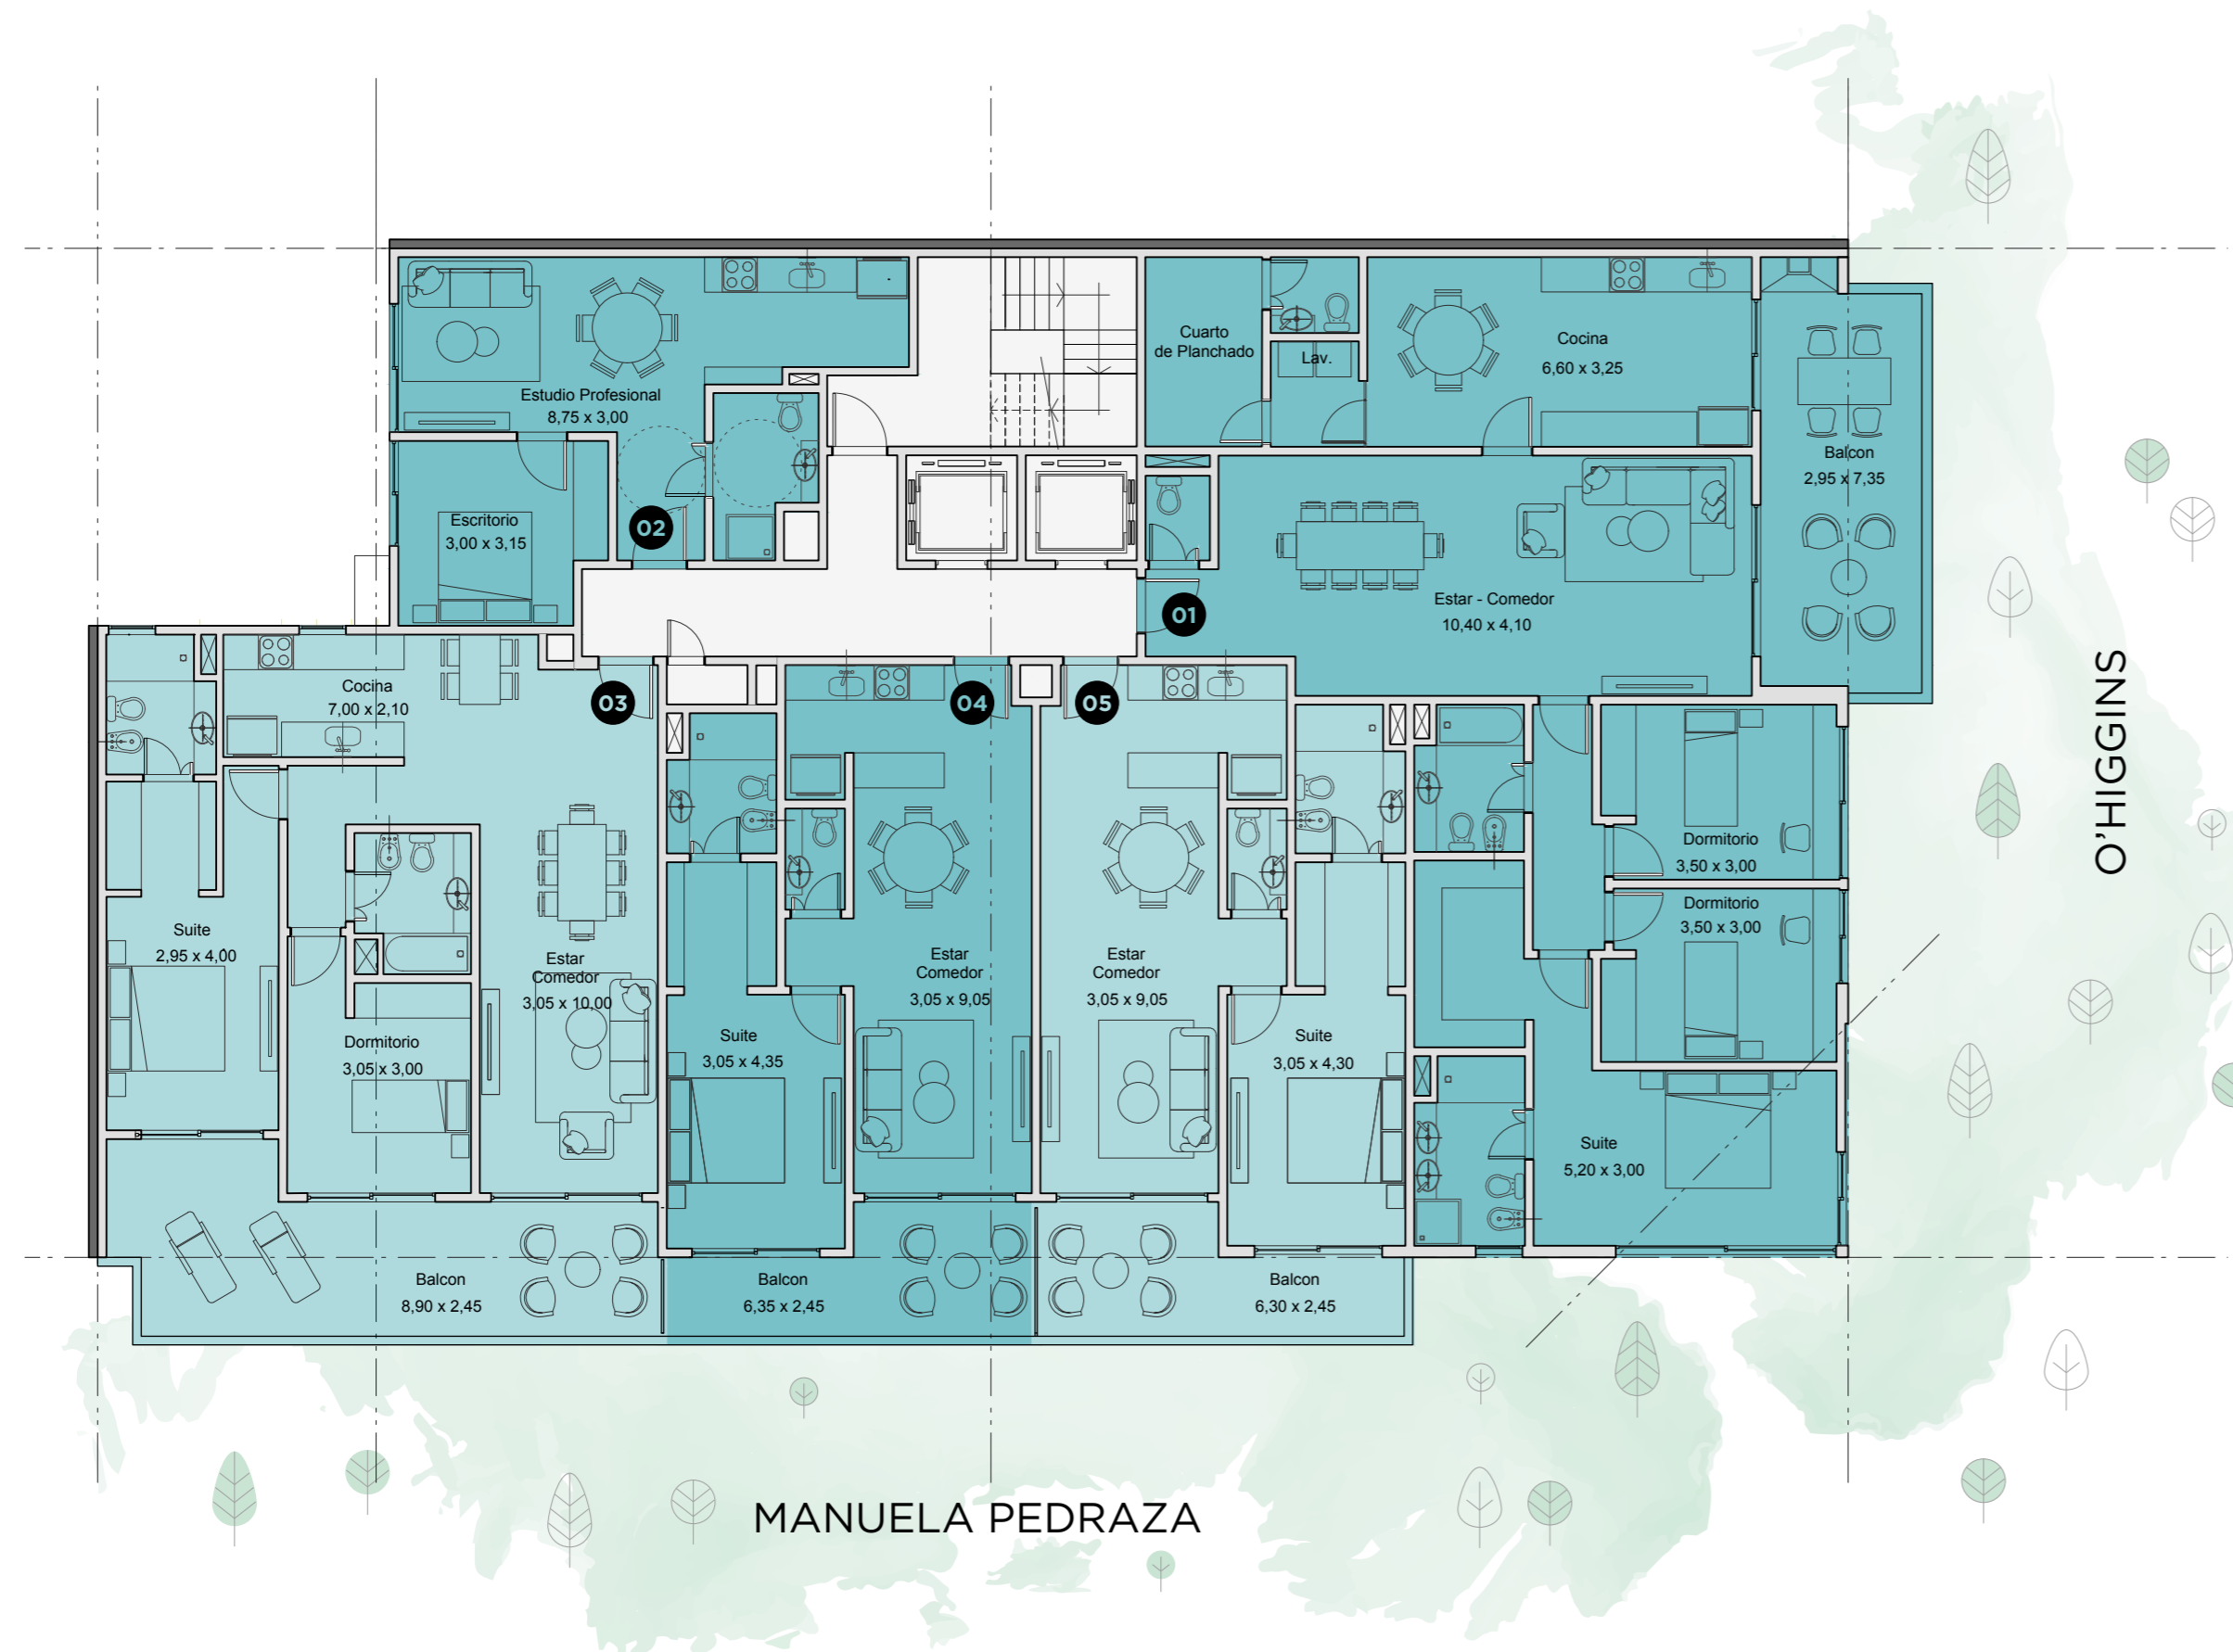 Estudio Profesional
8,75 x 3,00
Escritorio
3,00 x 3,15
02
Cuarto
de Planchado
Lav.
Cocina
6,60 x 3,25
Balcon
2,95 x 7,35
Estar - Comedor
10,40 x 4,10
01
Cocina
7,00 x 2,10
03
04
05
Suite
2,95 x 4,00
Dormitorio
3,05 x 3,00
Estar
Comedor
3,05 x 10,00
Suite
3,05 x 4,35
Estar
Comedor
3,05 x 9,05
Estar
Comedor
3,05 x 9,05
Suite
3,05 x 4,30
Dormitorio
3,50 x 3,00
Dormitorio
3,50 x 3,00
Suite
5,20 x 3,00
Balcon
8,90 x 2,45
Balcon
6,35 x 2,45
Balcon
6,30 x 2,45
O'HIGGINS
MANUELA PEDRAZA